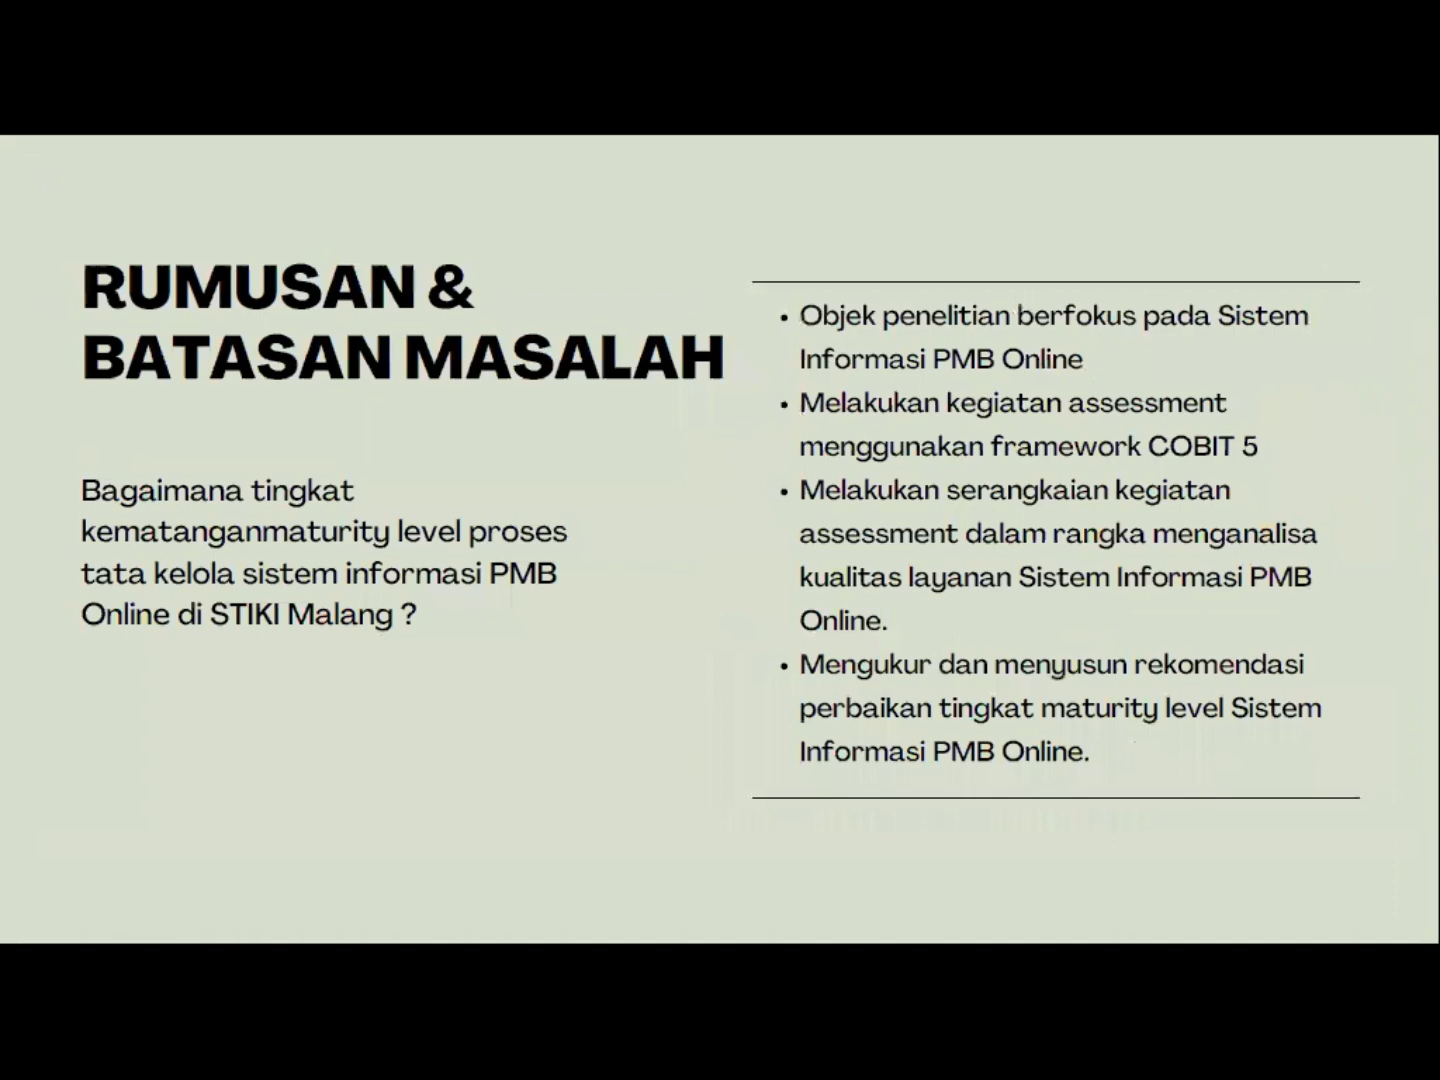 RUMUSAN &
BATASAN MASALAH
Bagaimana tingkat
kematanganmaturity level proses
tata kelola sistem informasi PMB
Online di STIKI Malang ?
• Objek penelitian berfokus pada Sistem
Informasi PMB Online
• Melakukan kegiatan assessment
menggunakan framework COBIT 5
• Melakukan serangkaian kegiatan
assessment dalam rangka menganalisa
kualitas layanan Sistem Informasi PMB
Online.
• Mengukur dan menyusun rekomendasi
perbaikan tingkat maturity level Sistem
Informasi PMB Online.